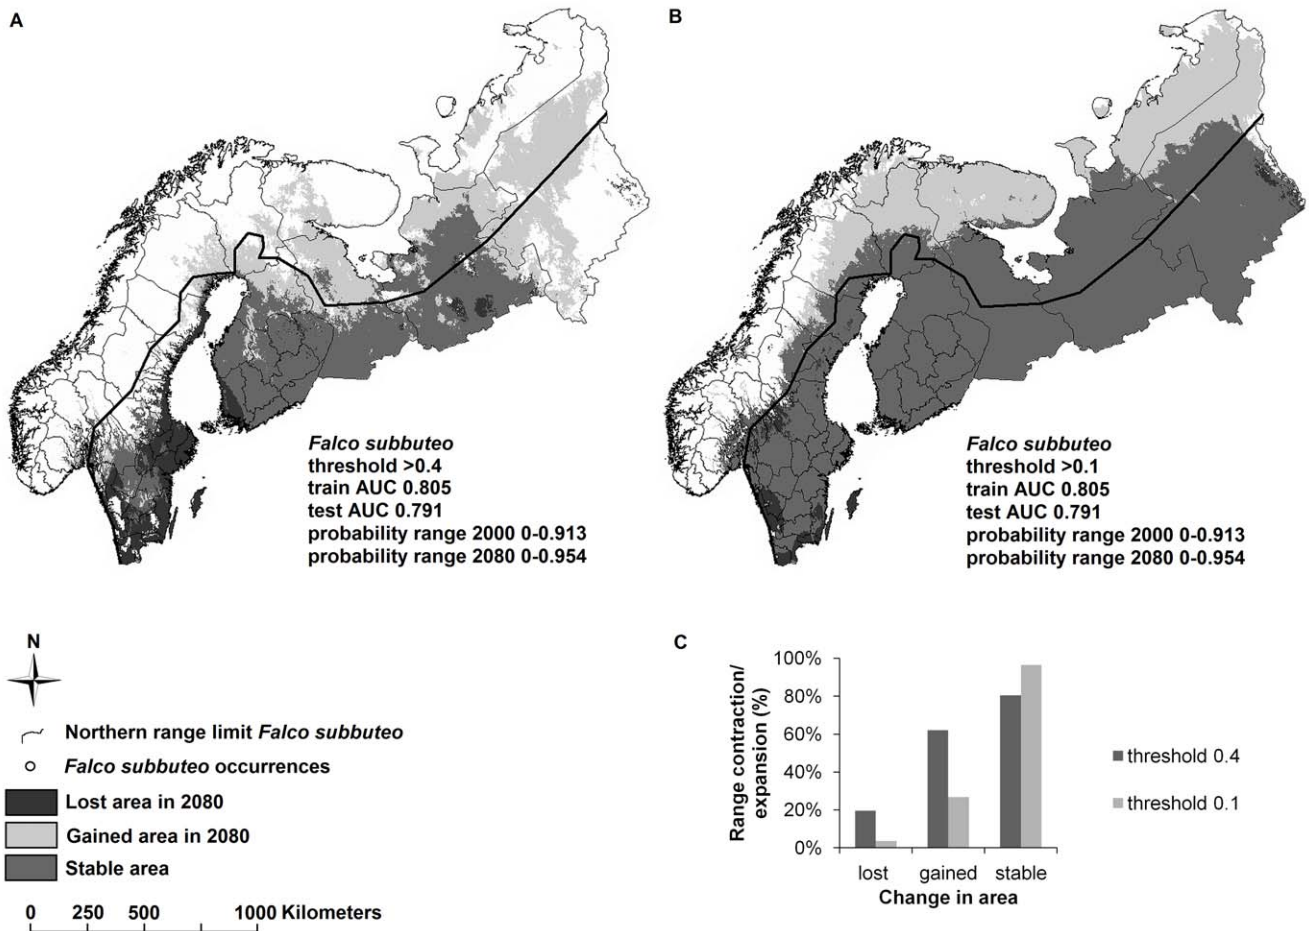 A
B
Falco subbuteo
threshold >0.4
train AUC 0.805
test AUC 0.791
probability range 2000 0-0.913
probability range 2080 0-0.954
Falco subbuteo
threshold >0.1
train AUC 0.805
test AUC 0.791
probability range 2000 0-0.913
probability range 2080 0-0.954
N
Northern range limit Falco subbuteo
Falco subbuteo occurrences
Lost area in 2080
Gained area in 2080
Stable area
0 250 500 1000 Kilometers
C
Range contraction/
expansion (%)
100%
80%
60%
40%
20%
0%
lost gained stable
Change in area
threshold 0.4
threshold 0.1